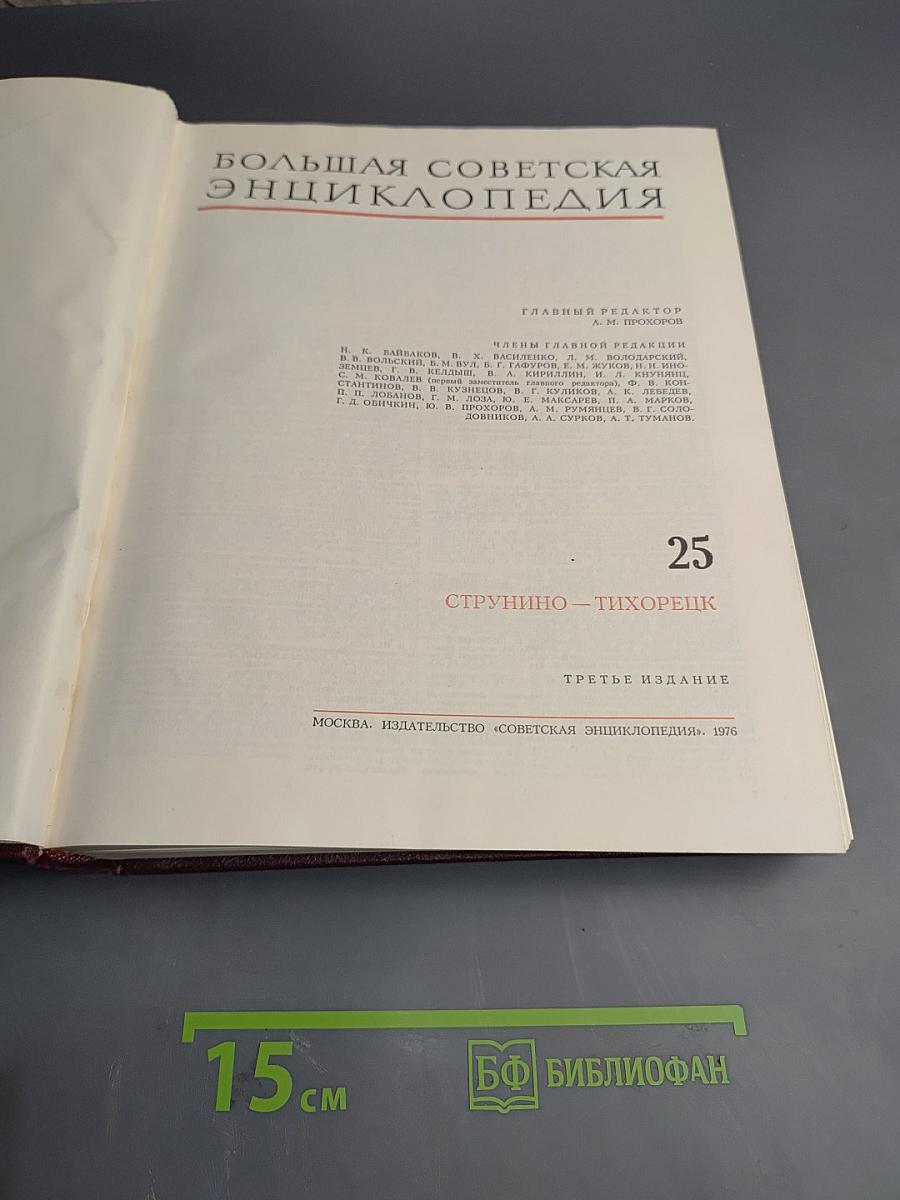 БОЛЬШАЯ СОВЕТСКАЯ
ЭНЦИКЛОПЕДИЯ
ГЛАВНЫЙ РЕДАКТОР
А. М. ПРОХОРОВ
ЧЛЕНЫ ГЛАВНОЙ РЕДАКЦИИ
Н. К. БАЙБАКОВ, В. Х. ВАСИЛЕНКО, Л. М. ВОЛОДАРСКИЙ,
В. В. ВОЛЬСКИЙ, Б. М. ВУЛ, Б. Г. ГАФУРОВ, Е. М. ЖУКОВ, Н. Н. ИНО-
ЗЕМЦЕВ, Г. В. КЕЛДЫШ, В. А. КИРИЛЛИН, И. Л. КНУНЯНЦ,
С. М. КОВАЛЕВ (первый заместитель главного редактора), Ф. В. КОН-
СТАНТИНОВ, В. В. КУЗНЕЦОВ, В. Г. КУЛИКОВ, А. К. ЛЕБЕДЕВ,
П. П. ЛОБАНОВ, Г. М. ЛОЗА, Ю. Е. МАКСАРЕВ, П. А. МАРКОВ,
Г. Д. ОБИЧКИН, Ю. В. ПРОХОРОВ, А. М. РУМЯНЦЕВ, В. Г. СОЛО-
ДОВНИКОВ, А. А. СУРКОВ, А. Т. ТУМАНОВ.
25
СТРУНИНО — ТИХОРЕЦК
ТРЕТЬЕ ИЗДАНИЕ
МОСКВА. ИЗДАТЕЛЬСТВО «СОВЕТСКАЯ ЭНЦИКЛОПЕДИЯ». 1976
15 см
БФ БИБЛИОФАН